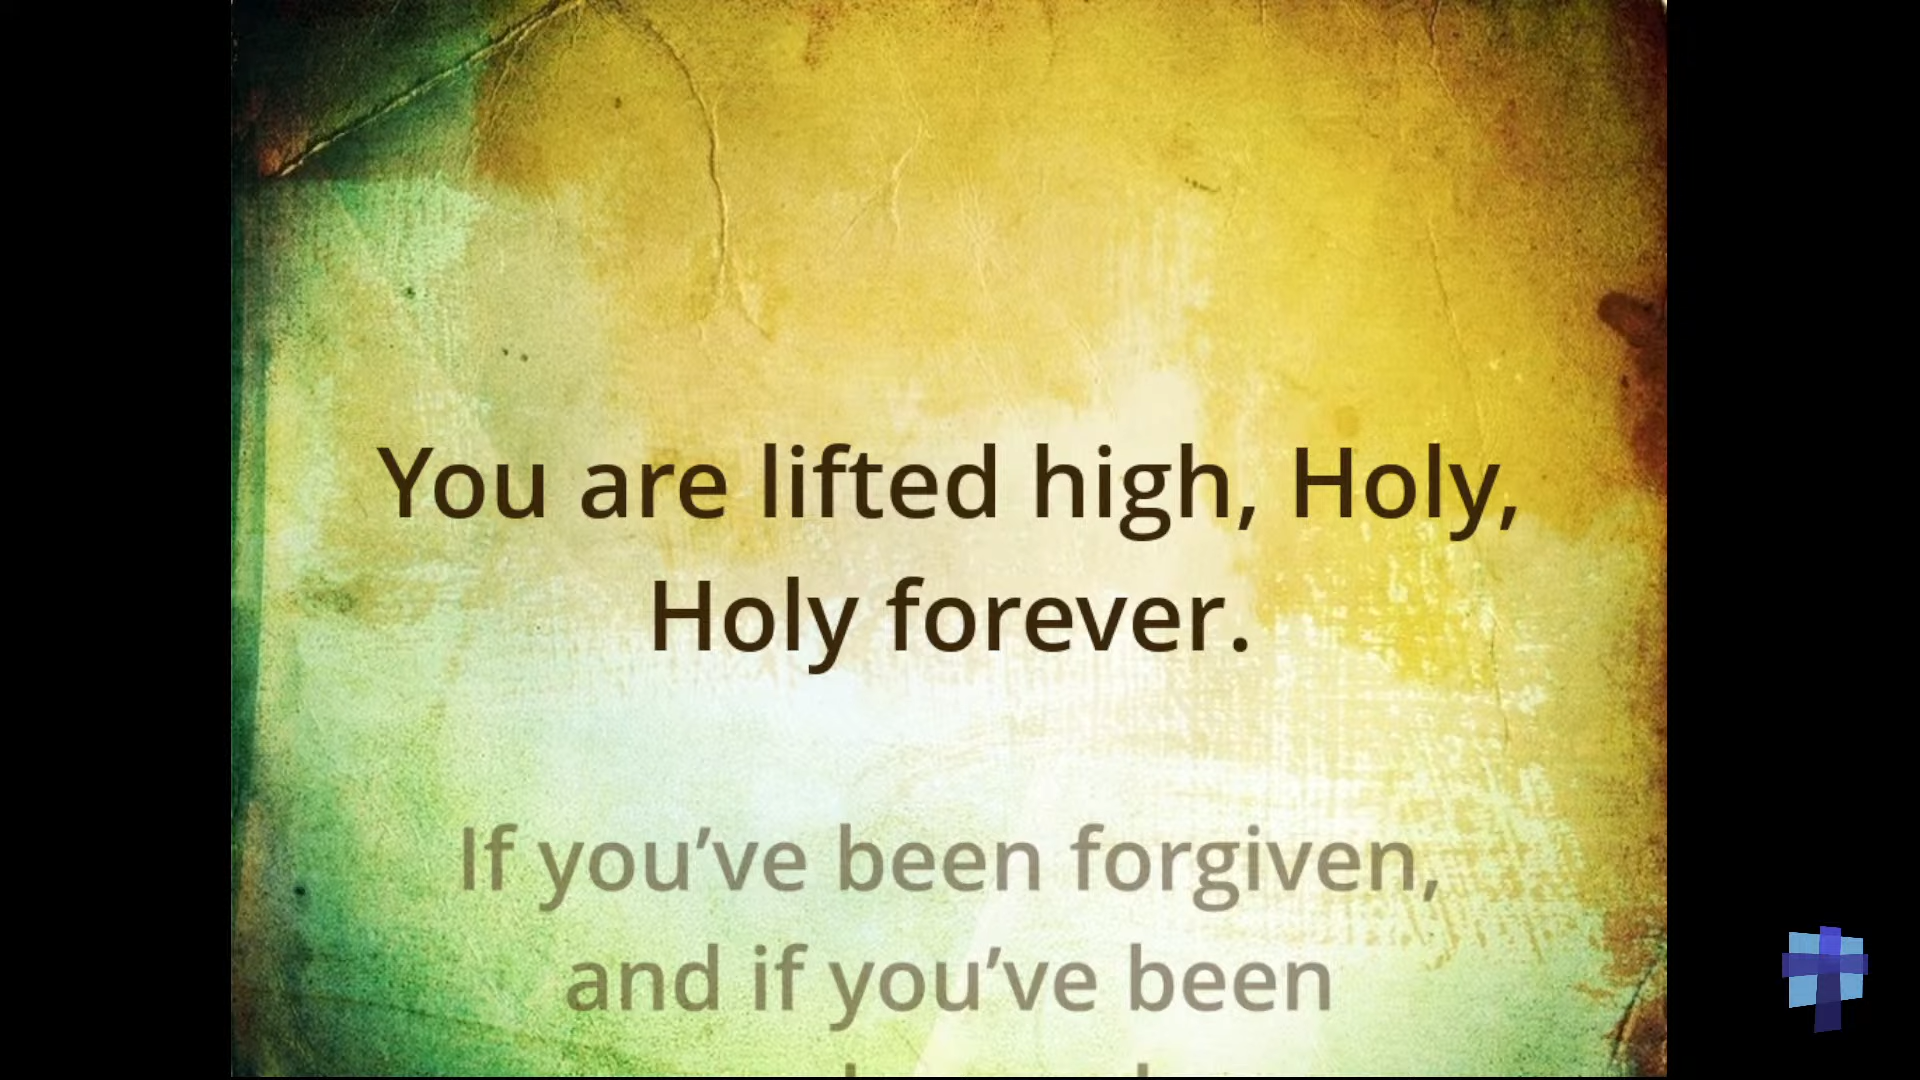 You are lifted high, Holy,
Holy forever.
If you’ve been forgiven,
and if you’ve been